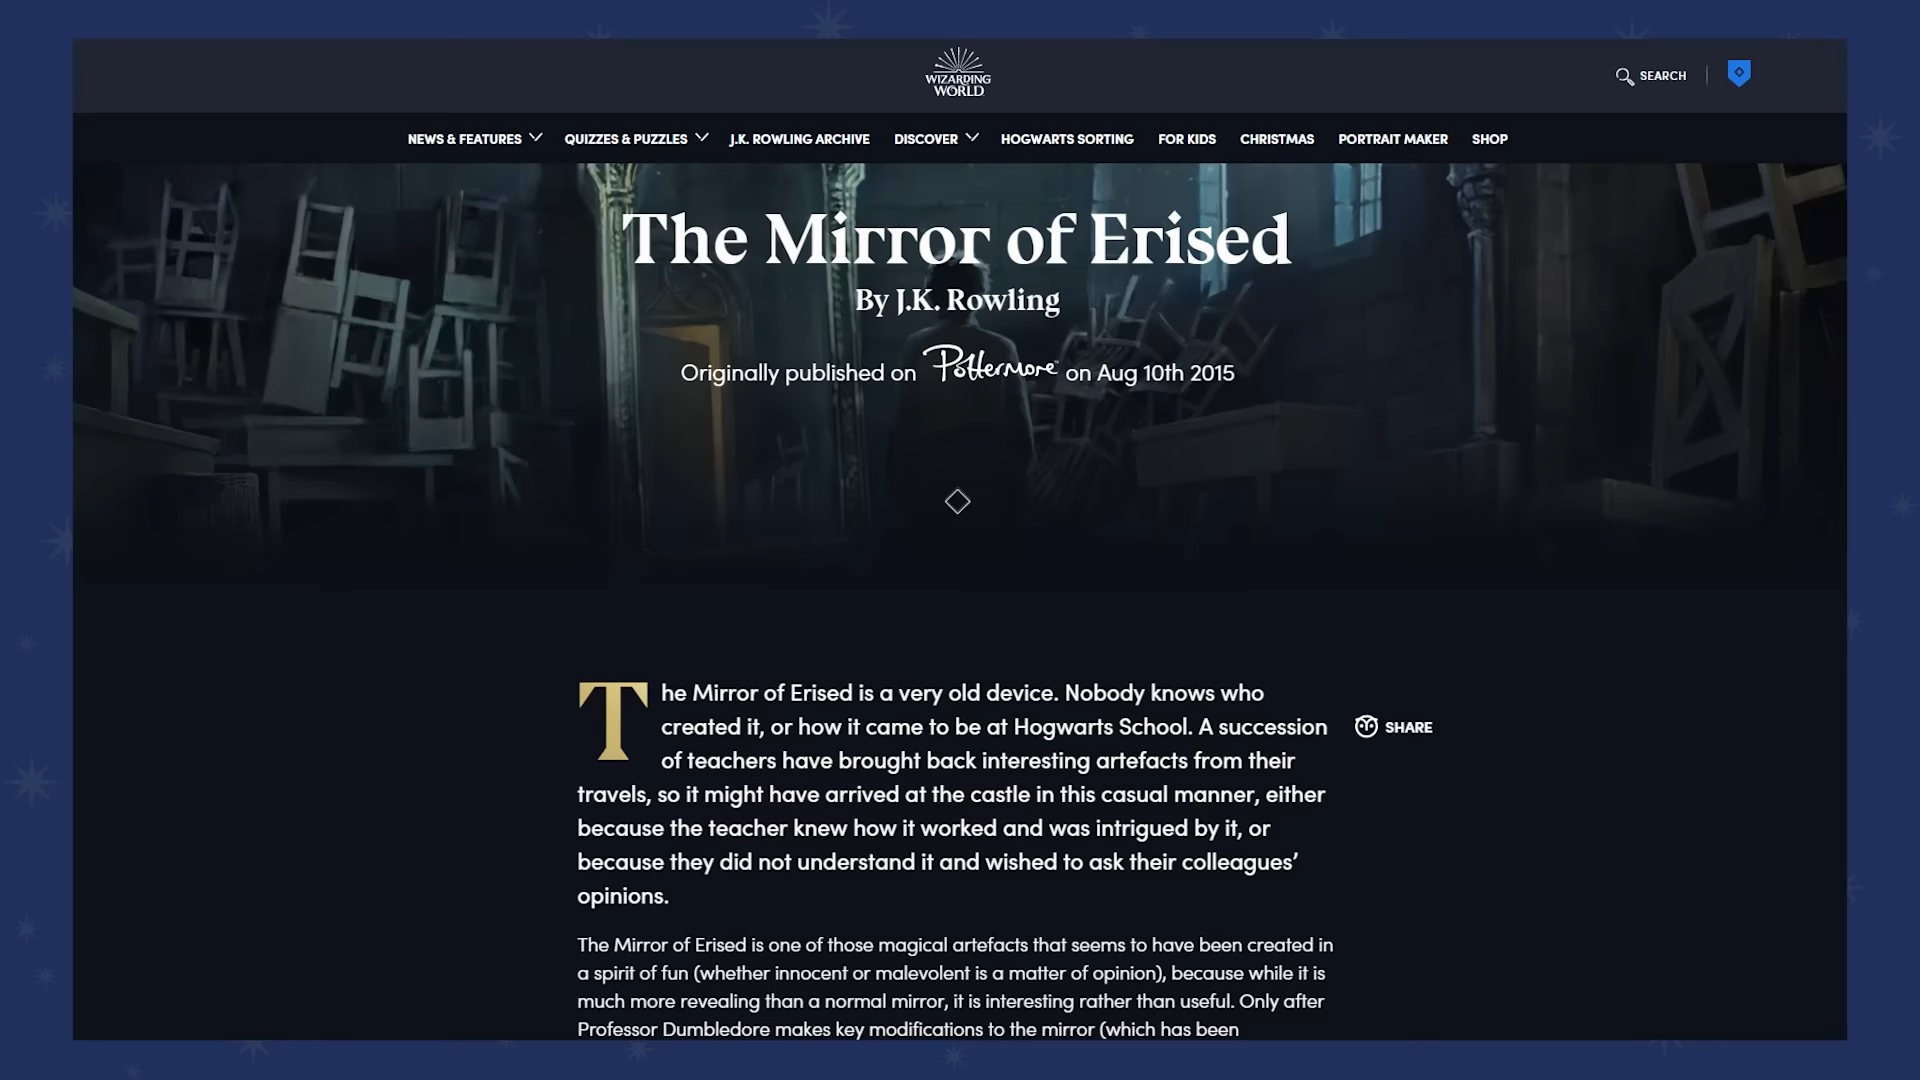 WIZARDING
WORLD
SEARCH
NEWS & FEATURES
QUIZZES & PUZZLES
J.K. ROWLING ARCHIVE
DISCOVER
HOGWARTS SORTING
FOR KIDS
CHRISTMAS
PORTRAIT MAKER
SHOP
The Mirror of Erised
By J.K. Rowling
Originally published on Pottermore™ on Aug 10th 2015
The Mirror of Erised is a very old device. Nobody knows who
created it, or how it came to be at Hogwarts School. A succession
of teachers have brought back interesting artefacts from their
travels, so it might have arrived at the castle in this casual manner, either
because the teacher knew how it worked and was intrigued by it, or
because they did not understand it and wished to ask their colleagues’
opinions.
SHARE
The Mirror of Erised is one of those magical artefacts that seems to have been created in
a spirit of fun (whether innocent or malevolent is a matter of opinion), because while it is
much more revealing than a normal mirror, it is interesting rather than useful. Only after
Professor Dumbledore makes key modifications to the mirror (which has been